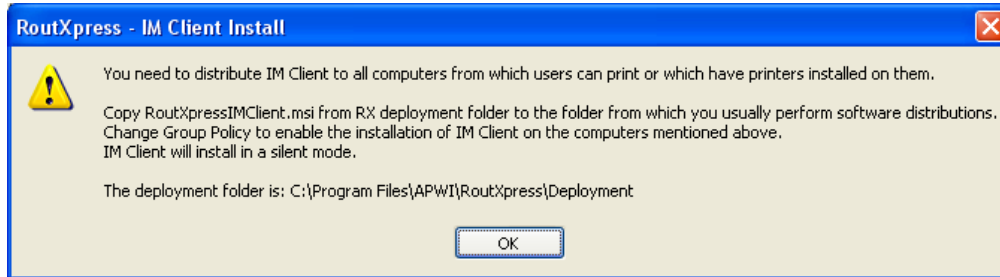 RoutXpress - IM Client Install
You need to distribute IM Client to all computers from which users can print or which have printers installed on them.
Copy RoutXpressIMClient.msi from RX deployment folder to the folder from which you usually perform software distributions.
Change Group Policy to enable the installation of IM Client on the computers mentioned above.
IM Client will install in a silent mode.
The deployment folder is: C:\Program Files\APWI\RoutXpress\Deployment
OK